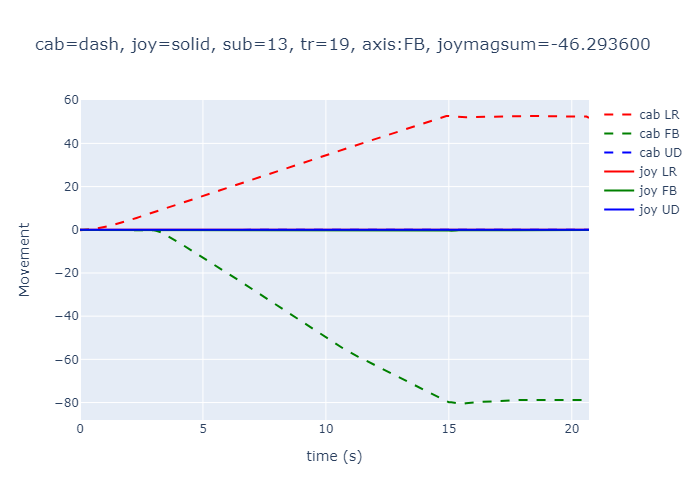 cab=dash, joy=solid, sub=13, tr=19, axis:FB, joymagsum=-46.293600
60
40
20
0
−20
−40
−60
−80
Movement
0
5
10
15
20
time (s)
cab LR
cab FB
cab UD
joy LR
joy FB
joy UD